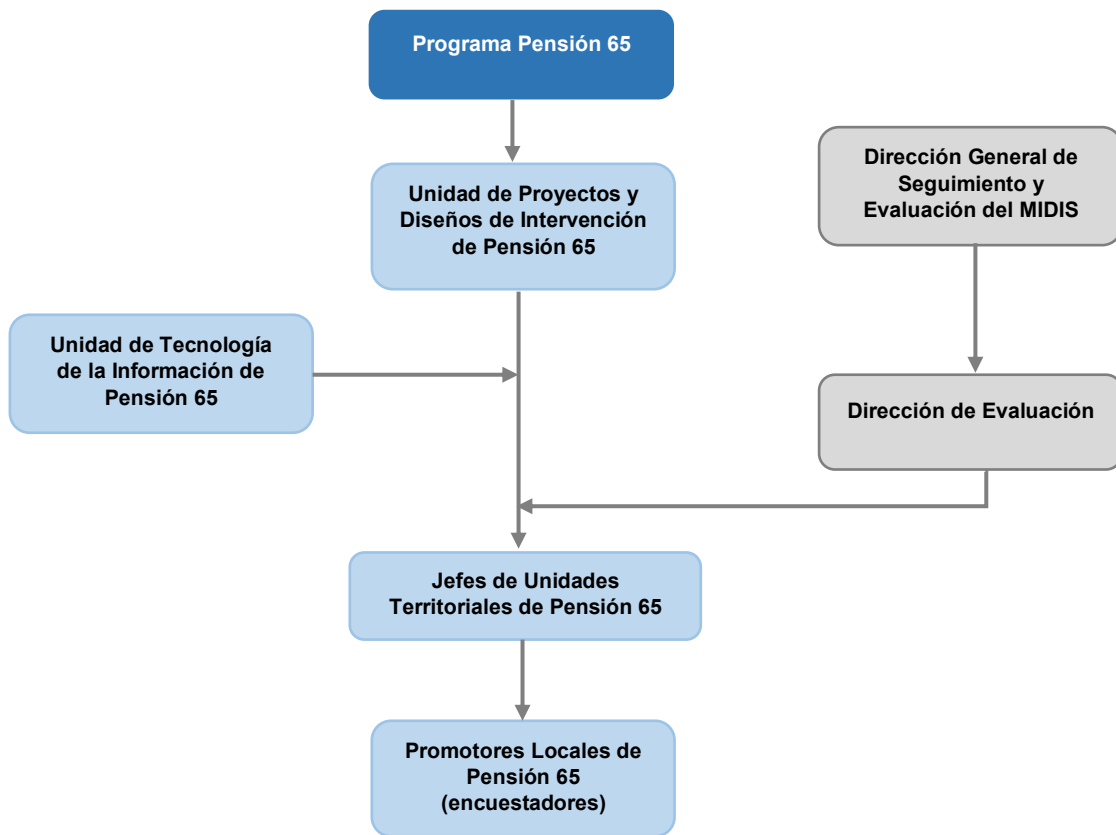 Programa Pensión 65
Dirección General de
Seguimiento y
Evaluación del MIDIS
Unidad de Proyectos y
Diseños de Intervención
de Pensión 65
Unidad de Tecnología
de la Información de
Pensión 65
Dirección de Evaluación
Jefes de Unidades
Territoriales de Pensión 65
Promotores Locales de
Pensión 65
(encuestadores)